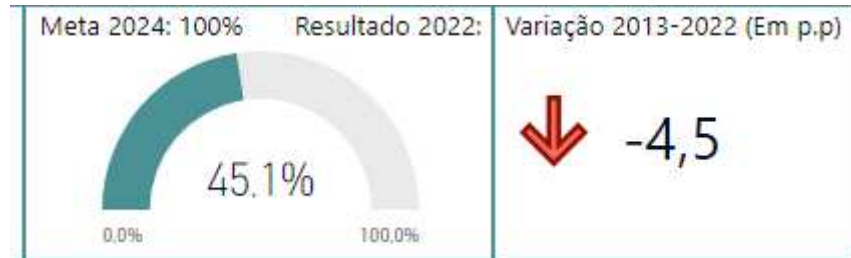 Meta 2024: 100% Resultado 2022:
45,1%
0,0% 100,0%
Variação 2013-2022 (Em p.p)
-4,5